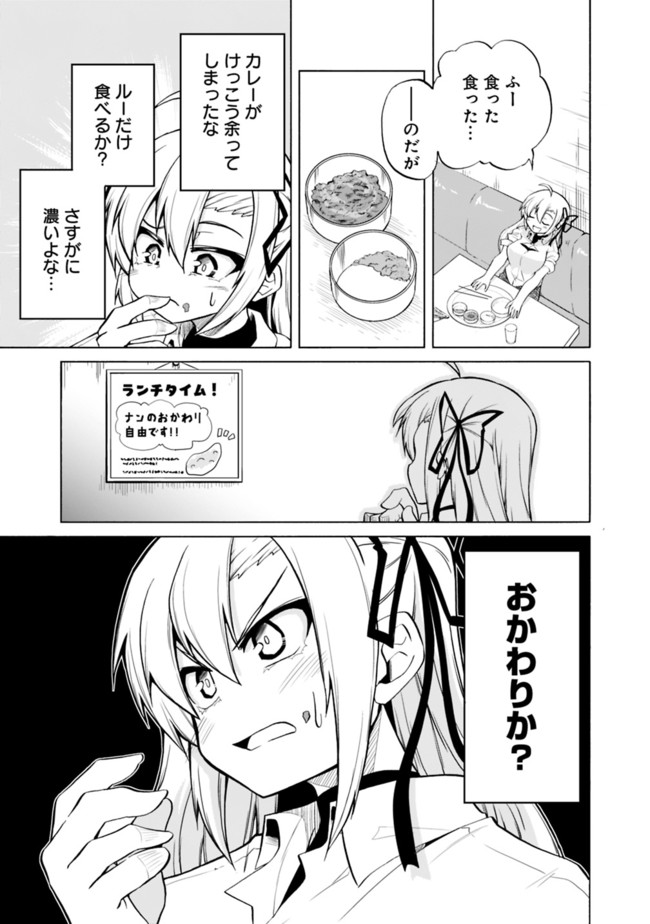 ふー
食った
食った…
――のだが
カレーが
けっこう余って
しまったな
ルーだけ
食べるか?
さすがに
濃いよな…
ランチタイム!
ナンのおかわり
自由です!!
おかわりか?